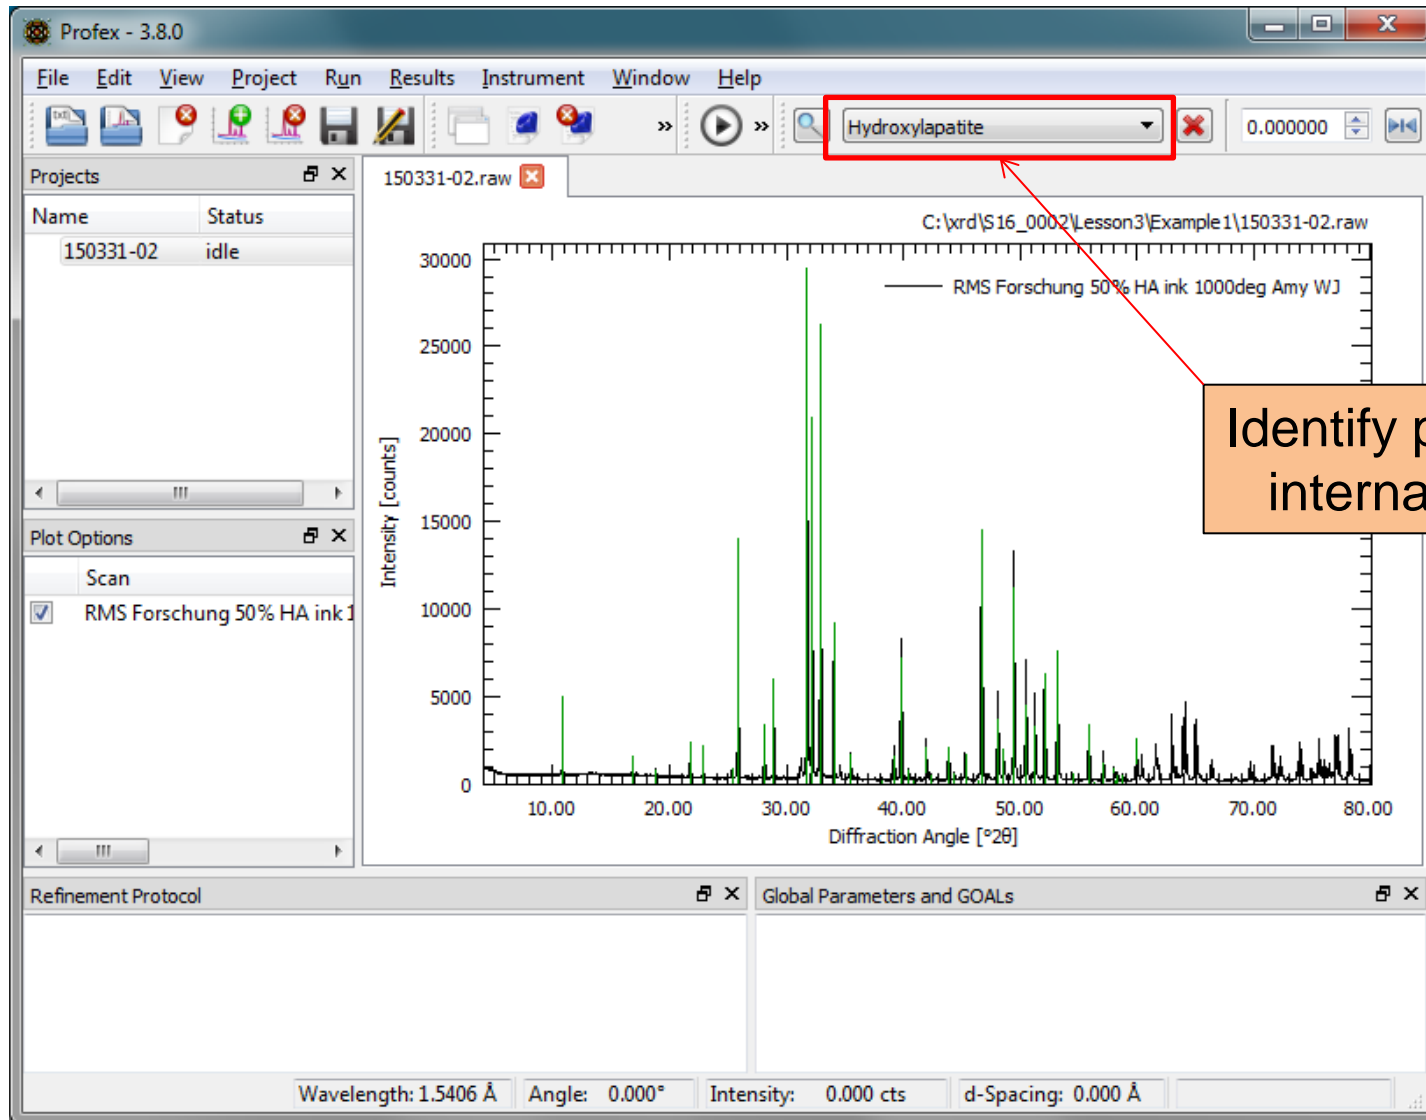 Profex - 3.8.0
File Edit View Project Run Results Instrument Window Help
txt
» » Hydroxylapatite 0.000000
Projects
150331-02.raw
Name Status
150331-02 idle
C:\xrd\S16_0002\Lesson3\Example1\150331-02.raw
RMS Forschung 50% HA ink 1000deg Amy WJ
30000
25000
20000
15000
10000
5000
0
Intensity [counts]
10.00 20.00 30.00 40.00 50.00 60.00 70.00 80.00
Diffraction Angle [°2θ]
Identify p
interna
Plot Options
Scan
RMS Forschung 50% HA ink 1
Refinement Protocol
Global Parameters and GOALs
Wavelength: 1.5406 Å Angle: 0.000° Intensity: 0.000 cts d-Spacing: 0.000 Å